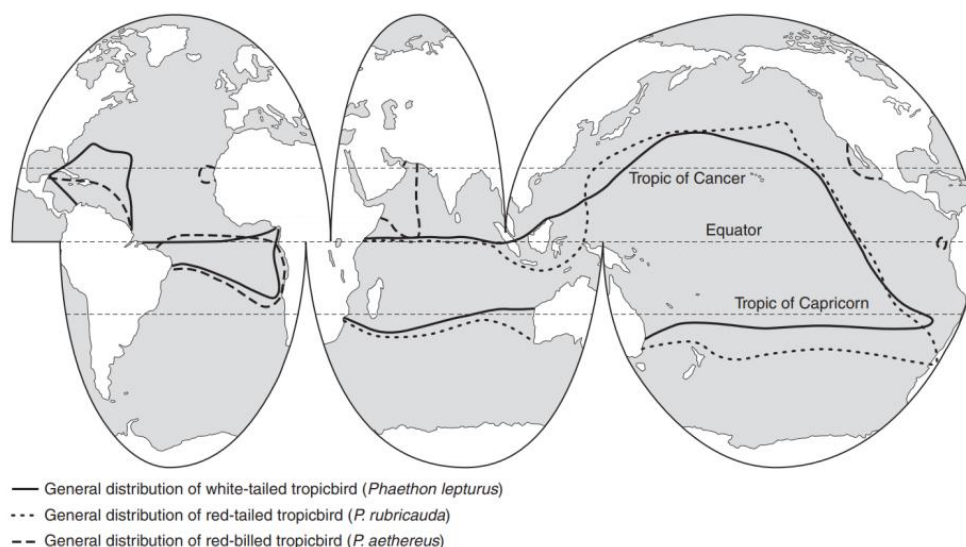 Tropic of Cancer
Equator
Tropic of Capricorn
General distribution of white-tailed tropicbird (Phaethon lepturus)
General distribution of red-tailed tropicbird (P. rubricauda)
General distribution of red-billed tropicbird (P. aethereus)